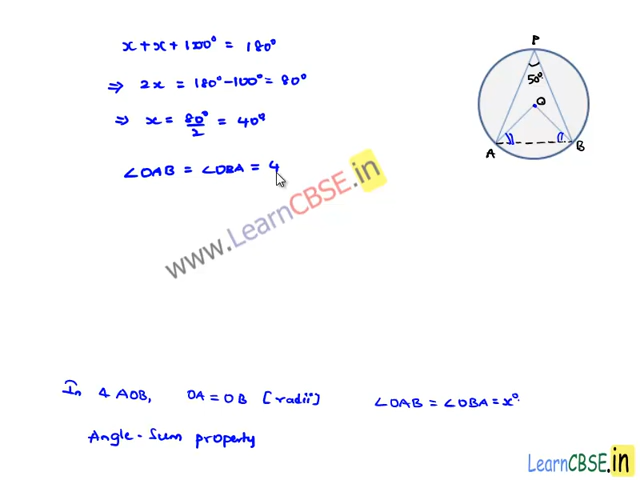 x + x + 100° = 180°
⇒ 2x = 180° - 100° = 80°
⇒ x = 80°/2 = 40°
∠OAB = ∠OBA = 4
P
50°
O
A
B
www.LearnCBSE.in
In △ AOB, OA = OB [radii] ∠OAB = ∠OBA = x°
Angle - Sum property
LearnCBSE.in